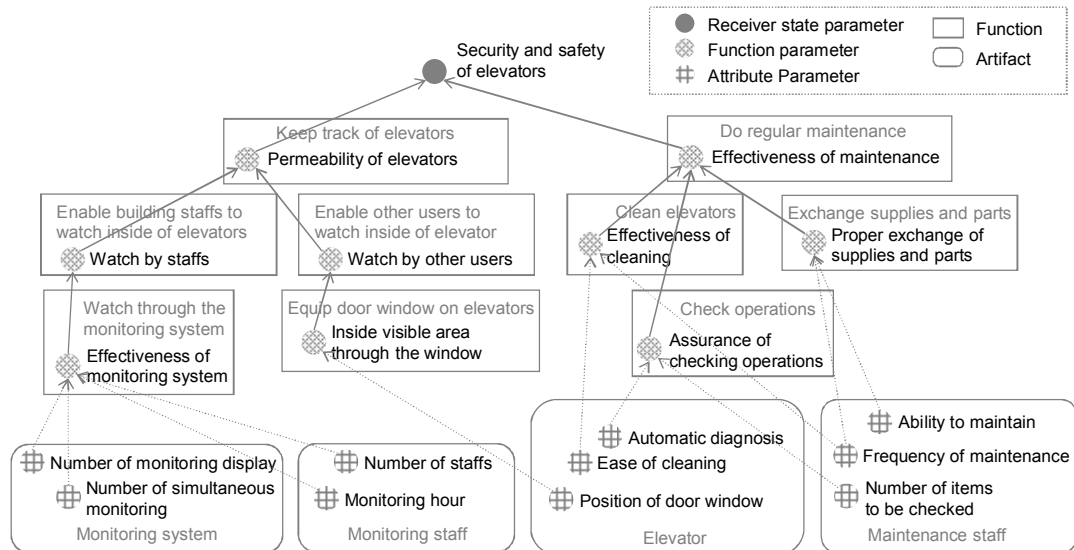 Receiver state parameter
Function parameter
Attribute Parameter
Function
Artifact
Security and safety
of elevators
Keep track of elevators
Permeability of elevators
Do regular maintenance
Effectiveness of maintenance
Enable building staffs to
watch inside of elevators
Watch by staffs
Enable other users to
watch inside of elevator
Watch by other users
Clean elevators
Effectiveness of
cleaning
Exchange supplies and parts
Proper exchange of
supplies and parts
Watch through the
monitoring system
Effectiveness of
monitoring system
Equip door window on elevators
Inside visible area
through the window
Check operations
Assurance of
checking operations
Number of monitoring display
Number of simultaneous
monitoring
Monitoring system
Number of staffs
Monitoring hour
Monitoring staff
Automatic diagnosis
Ease of cleaning
Position of door window
Elevator
Ability to maintain
Frequency of maintenance
Number of items
to be checked
Maintenance staff